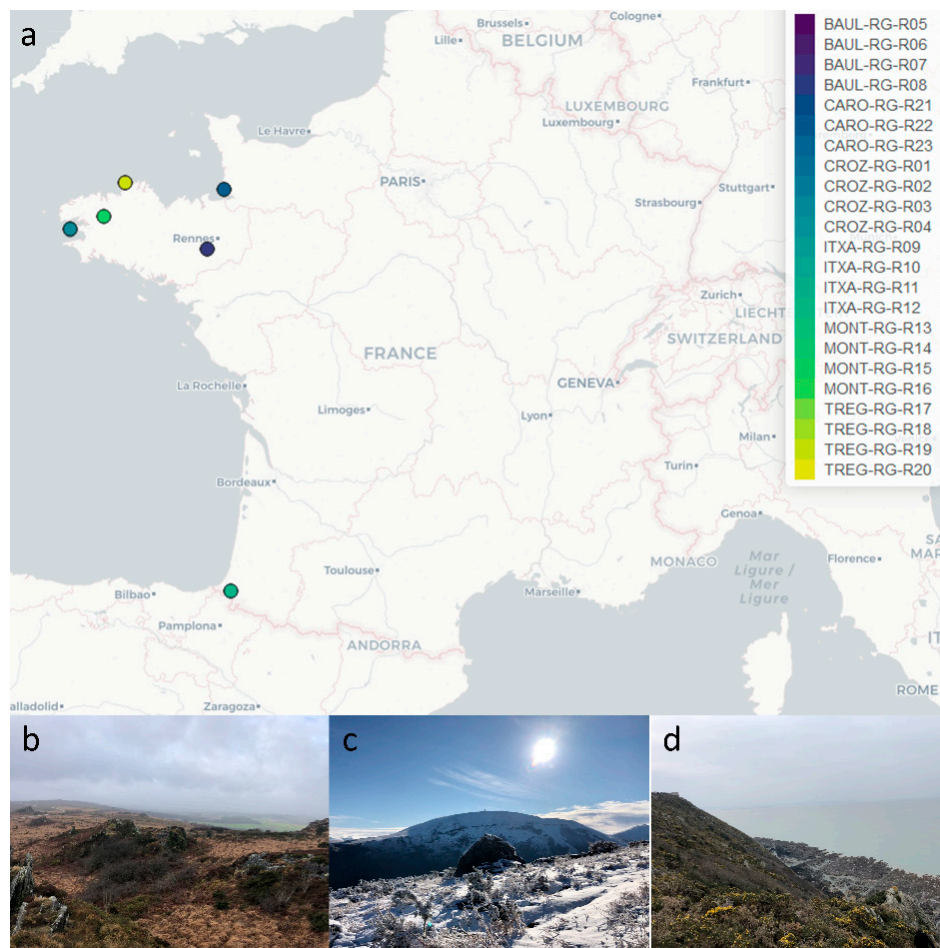 a
BRUSSELS
Brussels
Cologne
Lille
BELGIUM
Frankfurt
LUXEMBOURG
Luxembourg
Le Havre
PARIS
Stuttgart
Strasbourg
Rennes
Zurich
SWITZERLAND
FRANCE
La Rochelle
GENEVA
Limoges
Lyon
Milan
Turin
Bordeaux
Genoa
MONACO
Mar
Ligure /
Mer
Ligure
Florence
Toulouse
Bilbao
Marseille
Pamplona
ANDORRA
ROME
alladolid
Zaragoza
BAUL-RG-R05
BAUL-RG-R06
BAUL-RG-R07
BAUL-RG-R08
CARO-RG-R21
CARO-RG-R22
CARO-RG-R23
CROZ-RG-R01
CROZ-RG-R02
CROZ-RG-R03
CROZ-RG-R04
ITXA-RG-R09
ITXA-RG-R10
ITXA-RG-R11
ITXA-RG-R12
MONT-RG-R13
MONT-RG-R14
MONT-RG-R15
MONT-RG-R16
TREG-RG-R17
TREG-RG-R18
TREG-RG-R19
TREG-RG-R20
b
c
d